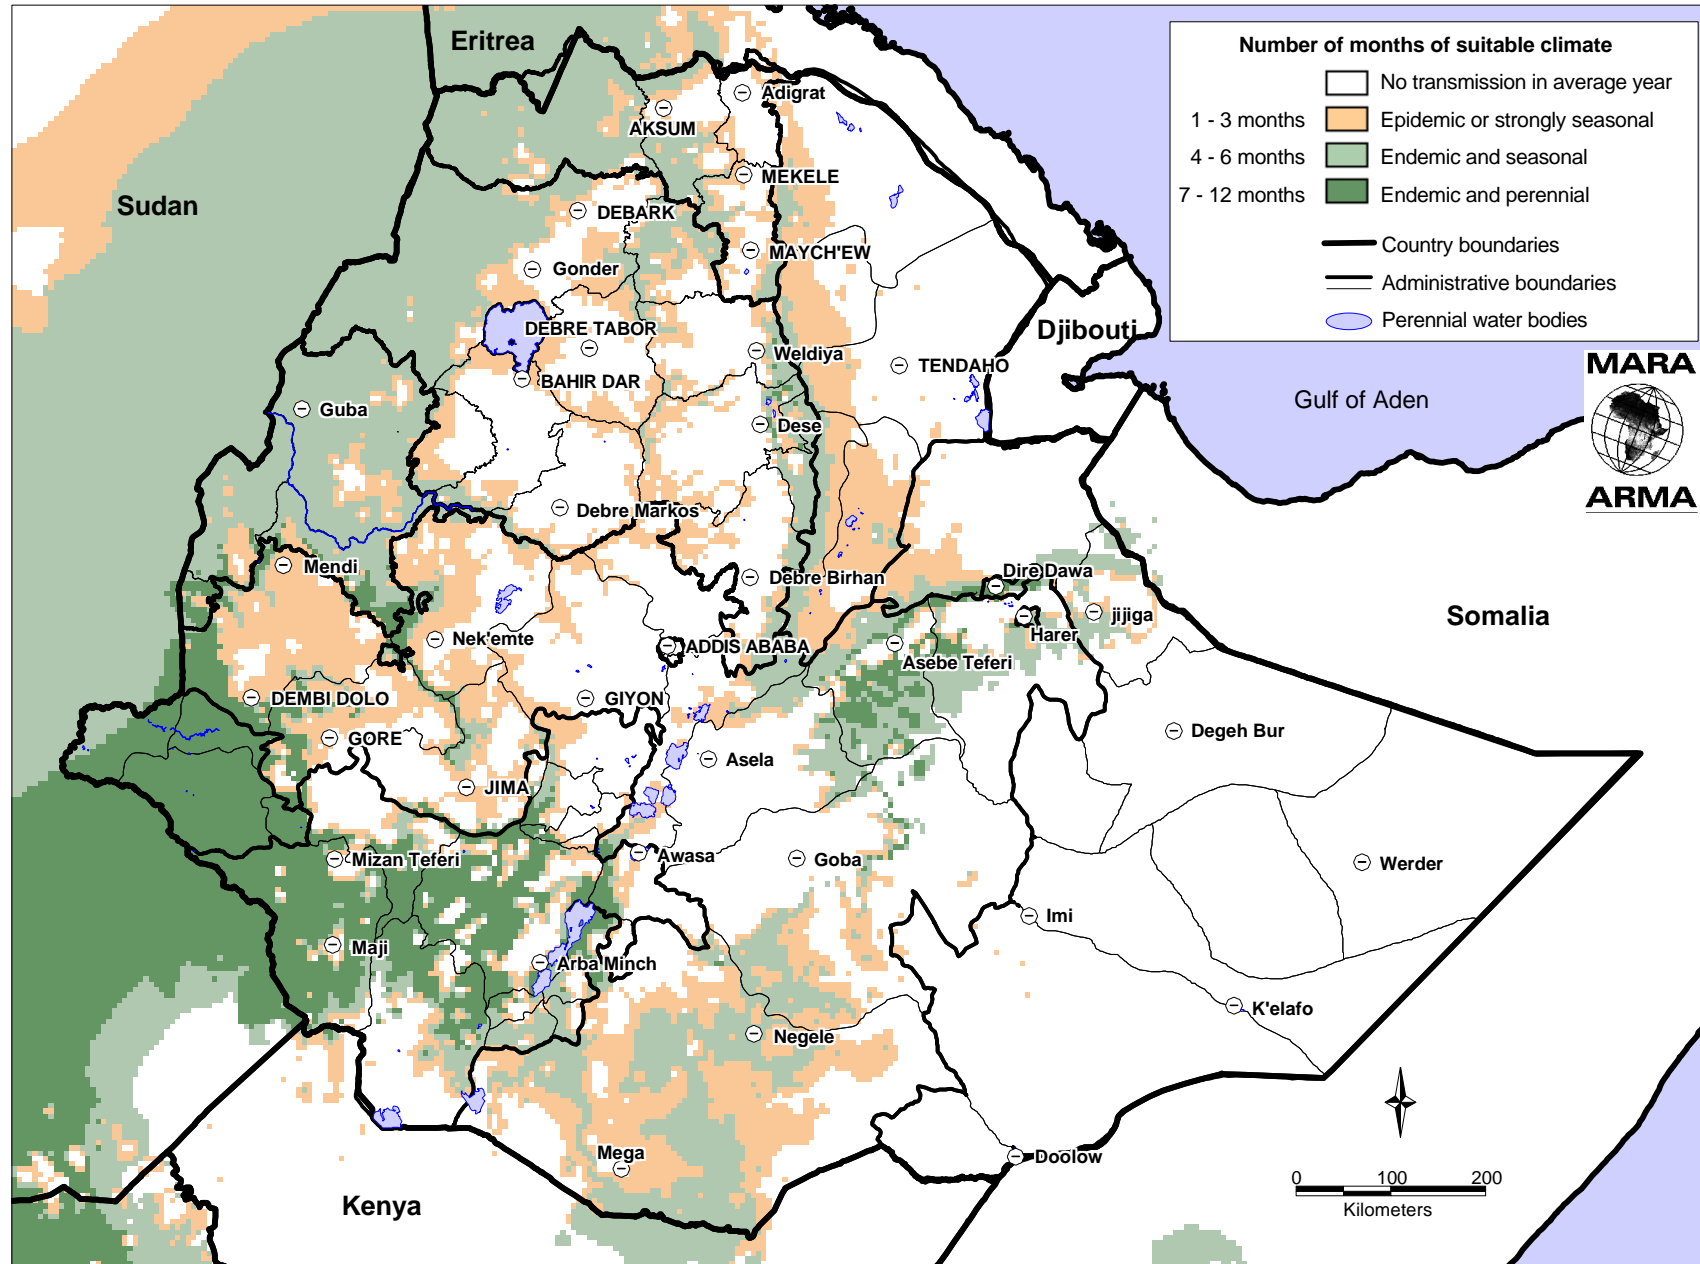 Number of months of suitable climate
No transmission in average year
1 - 3 months Epidemic or strongly seasonal
4 - 6 months Endemic and seasonal
7 - 12 months Endemic and perennial
Country boundaries
Administrative boundaries
Perennial water bodies
MARA
ARMA
Eritrea
Sudan
Djibouti
Gulf of Aden
Somalia
Kenya
Adigrat
AKSUM
MEKELE
DEBARK
MAYCH'EW
Gonder
DEBRE TABOR
Weldiya
TENDAHO
BAHIR DAR
Guba
Dese
Debre Markos
Mendi
Debre Birhan
Dire Dawa
jijiga
Harer
Nek'emte
ADDIS ABABA
Asebe Teferi
DEMBI DOLO
GIYON
GORE
Degeh Bur
Asela
JIMA
Mizan Teferi
Awasa
Goba
Werder
Imi
Maji
Arba Minch
K'elafo
Negele
Mega
Doolow
0 100 200
Kilometers